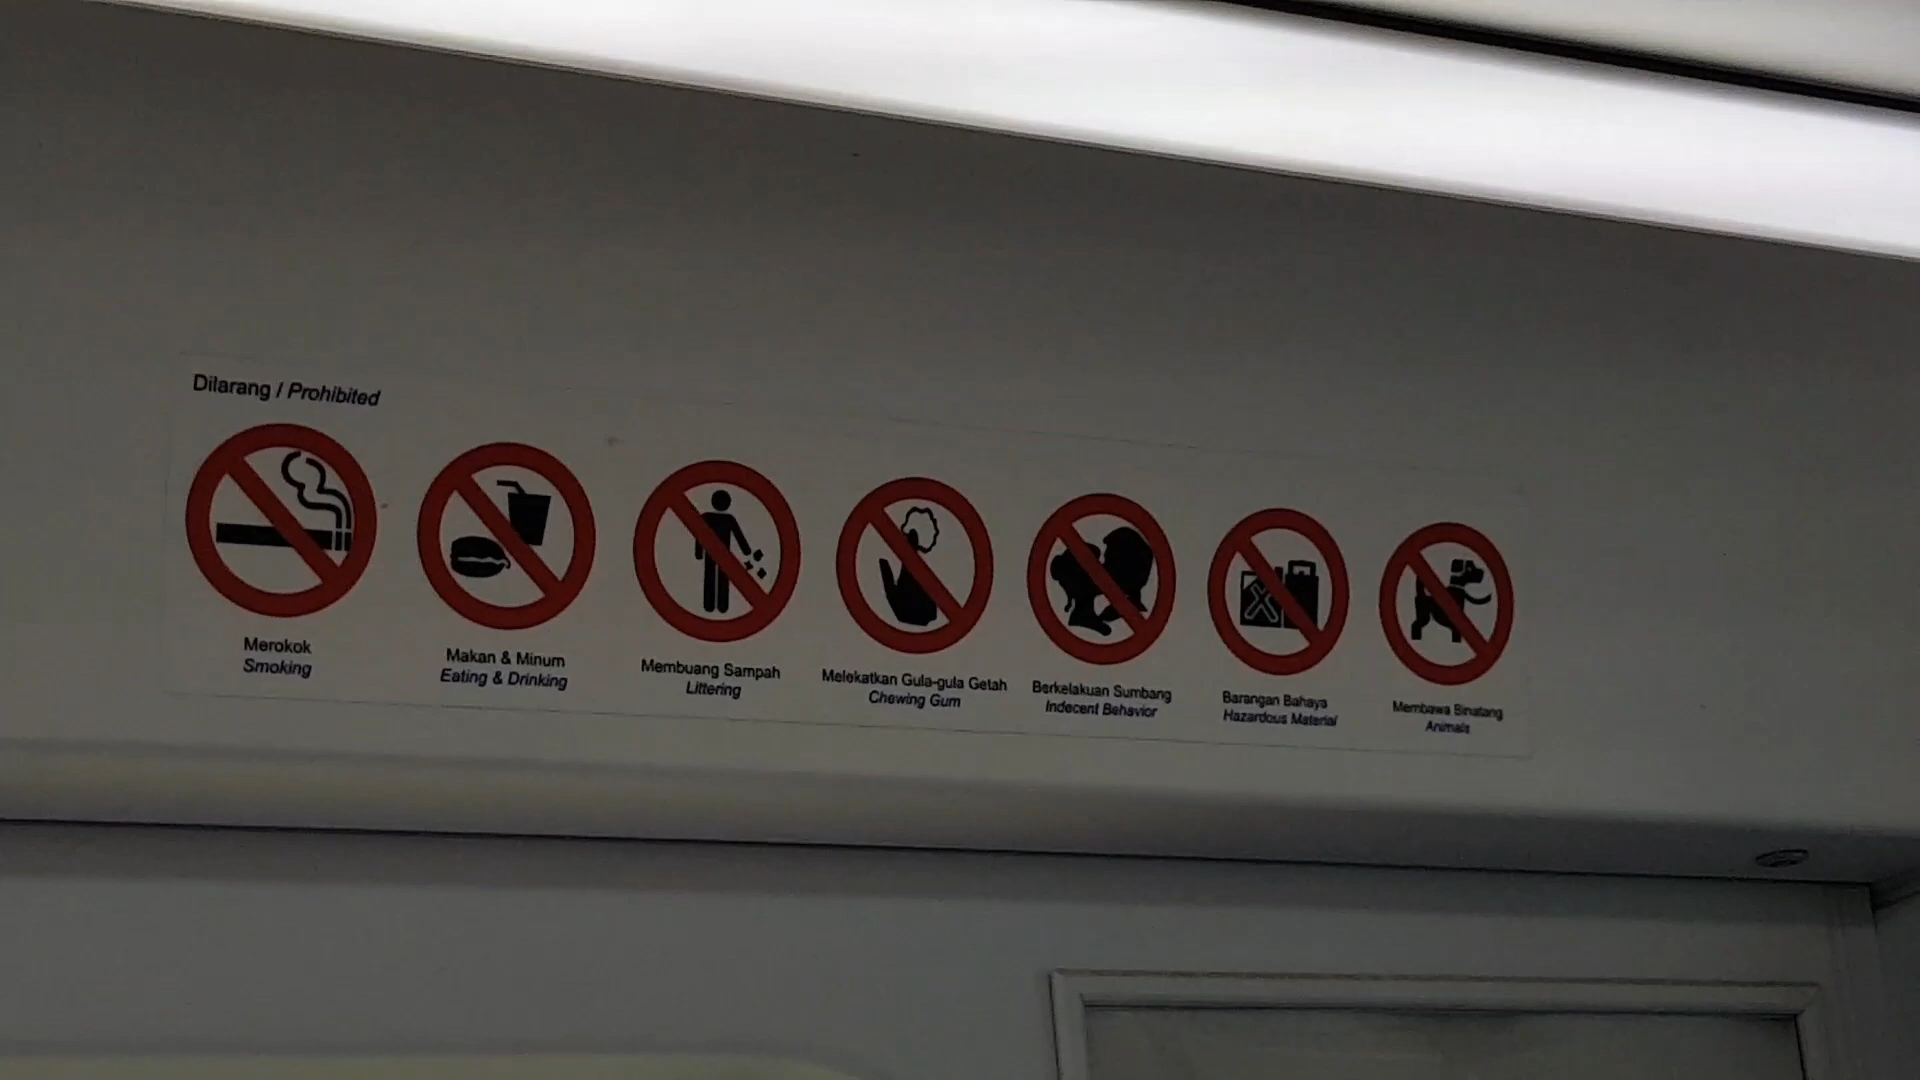 Dilarang / Prohibited
Merokok
Smoking
Makan & Minum
Eating & Drinking
Membuang Sampah
Littering
Melekatkan Gula-gula Getah
Chewing Gum
Berkelakuan Sumbang
Indecent Behavior
Barangan Bahaya
Hazardous Material
Membawa Binatang
Animals